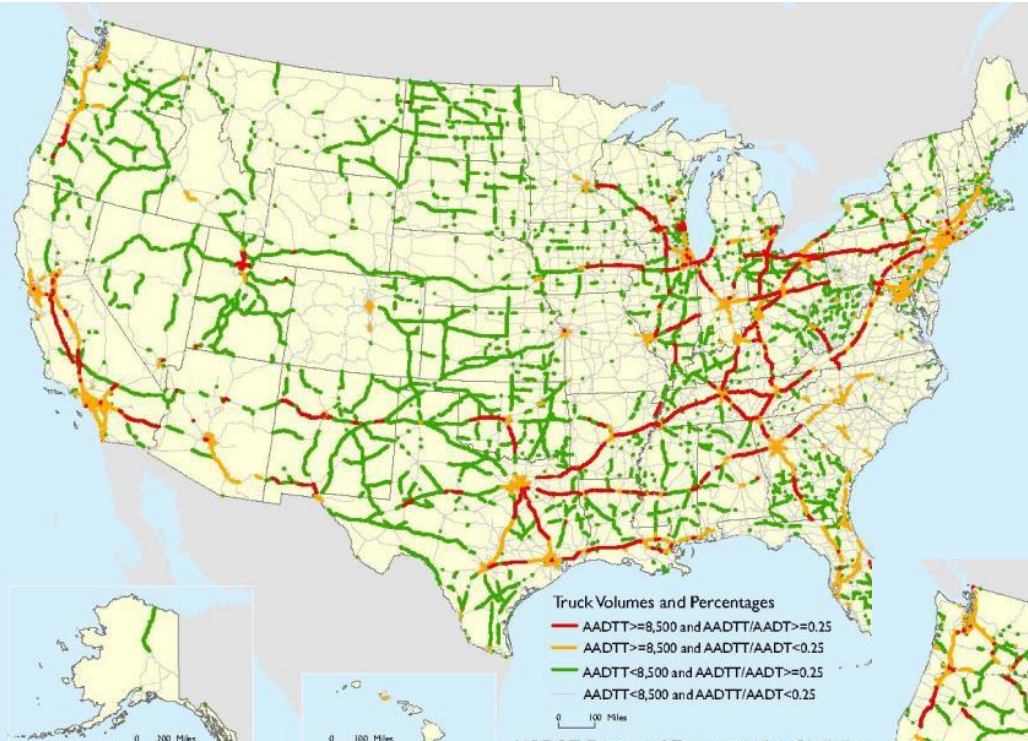 Truck Volumes and Percentages
AADTT>=8,500 and AADTT/AADT>=0.25
AADTT>=8,500 and AADTT/AADT<0.25
AADTT<8,500 and AADTT/AADT>=0.25
AADTT<8,500 and AADTT/AADT<0.25
0 100 Miles
0 200 Miles
0 100 Miles